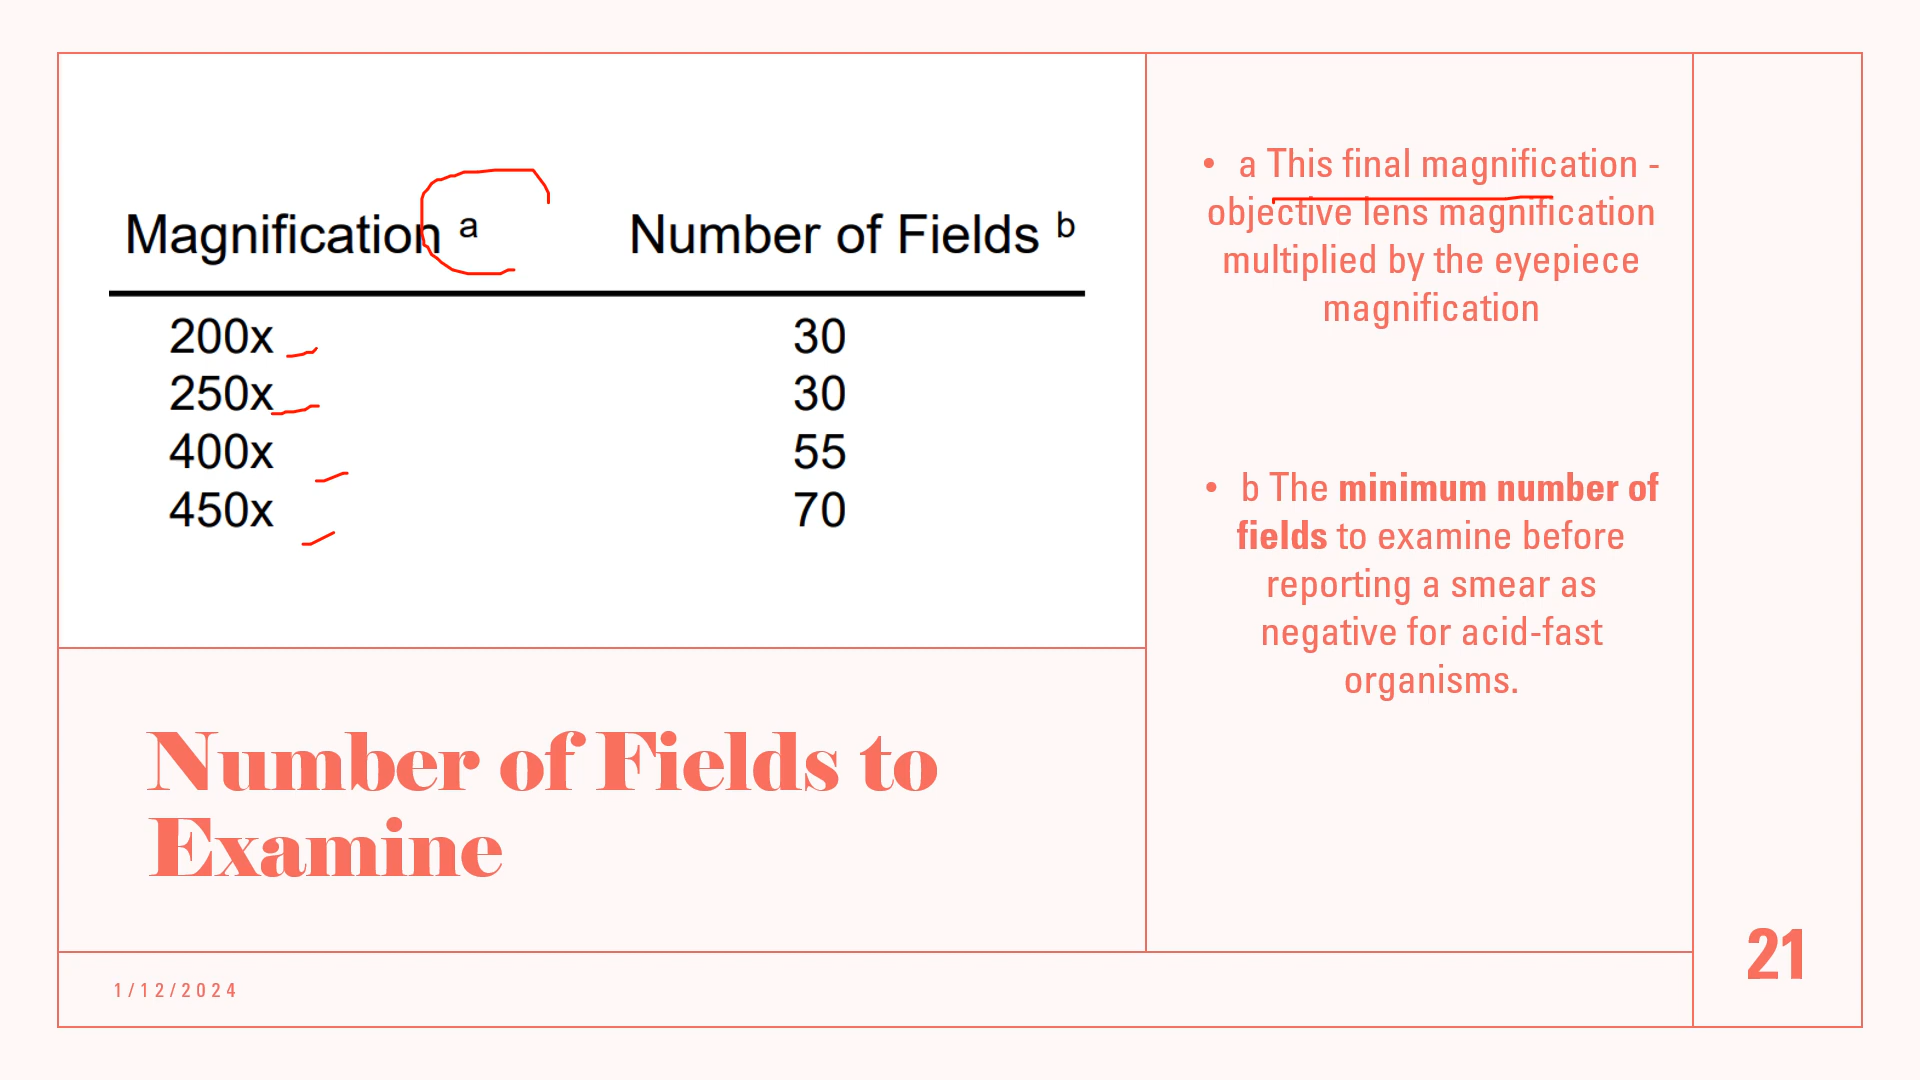 Magnification a Number of Fields b
200x 30
250x 30
400x 55
450x 70
• a This final magnification -
objective lens magnification
multiplied by the eyepiece
magnification
• b The minimum number of
fields to examine before
reporting a smear as
negative for acid-fast
organisms.
Number of Fields to
Examine
1/12/2024
21